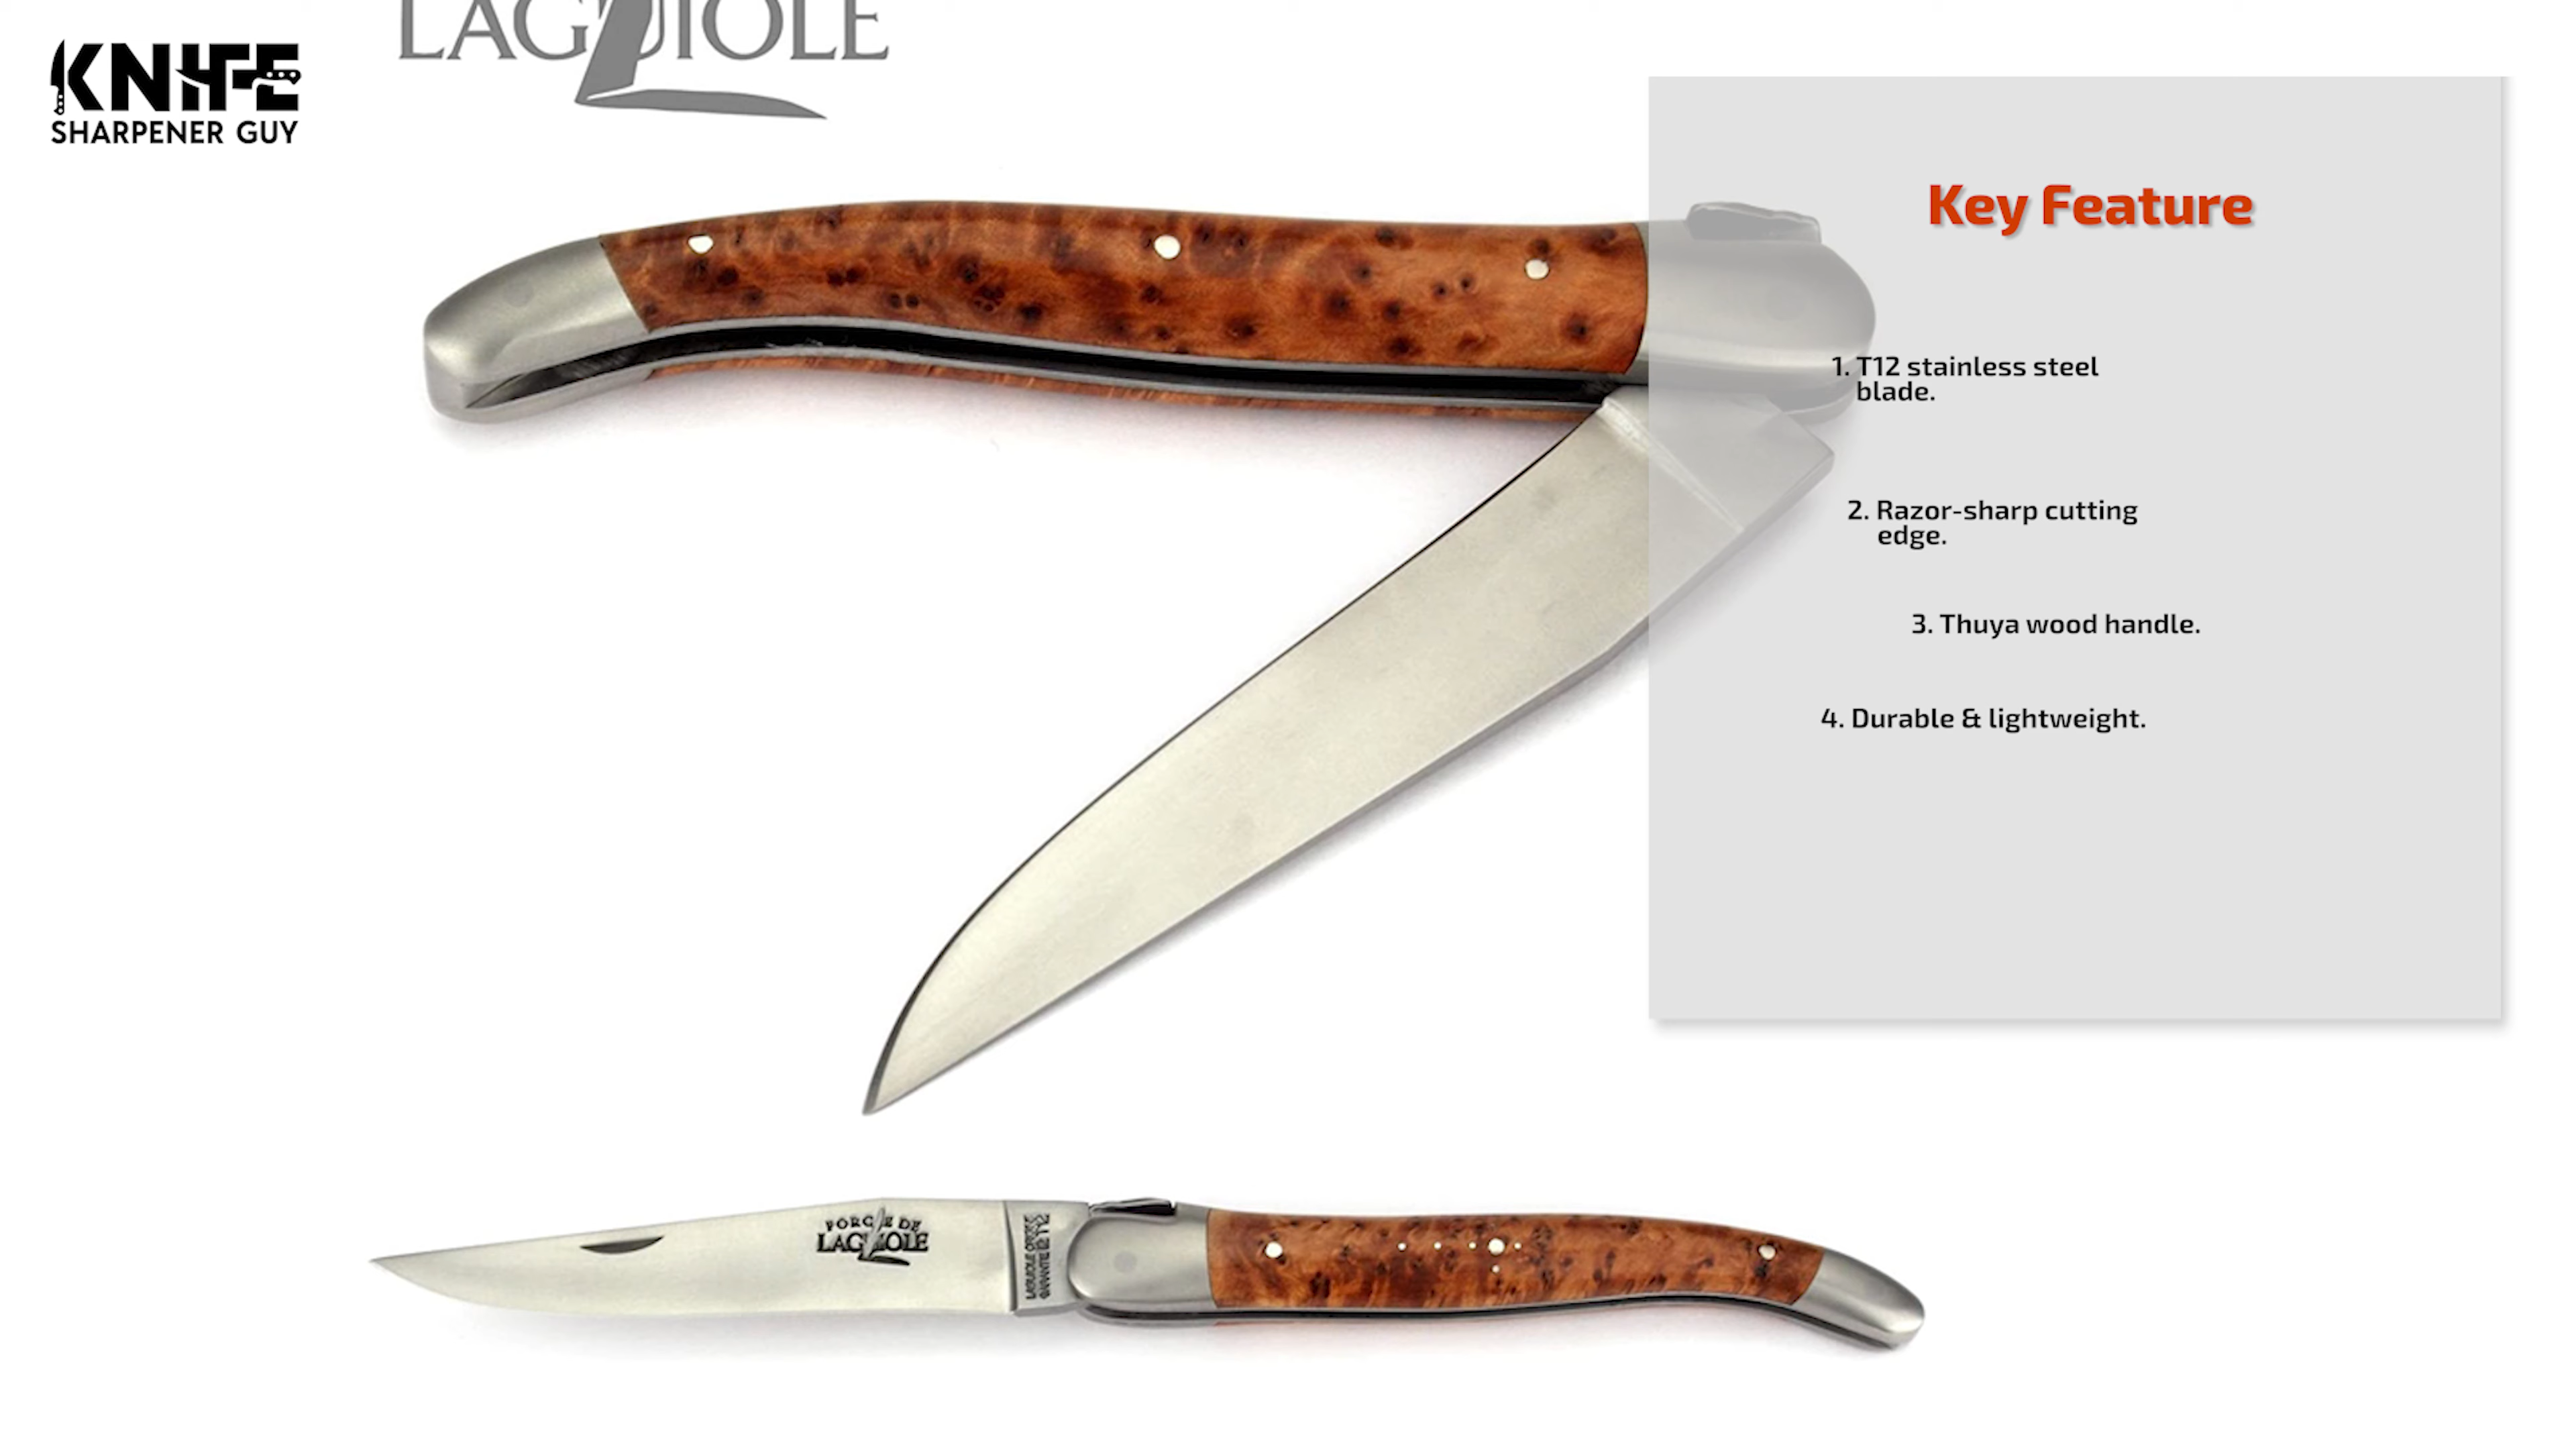 LAGUIOLE
KNIFE
SHARPENER GUY
Key Feature
1. T12 stainless steel
blade.
2. Razor-sharp cutting
edge.
3. Thuya wood handle.
4. Durable & lightweight.
FORGE DE
LAGUIOLE